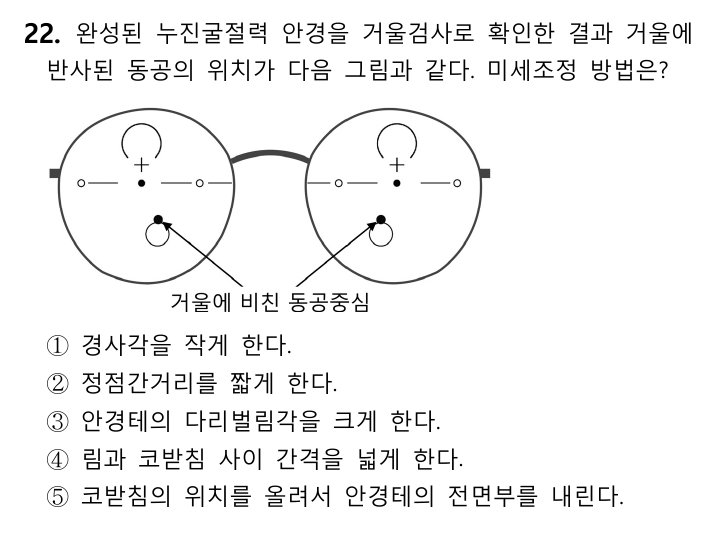 22. 완성된 누진굴절력 안경을 거울검사로 확인한 결과 거울에
반사된 동공의 위치가 다음 그림과 같다. 미세조정 방법은?
거울에 비친 동공중심
① 경사각을 작게 한다.
② 정점간거리를 짧게 한다.
③ 안경테의 다리벌림각을 크게 한다.
④ 림과 코받침 사이 간격을 넓게 한다.
⑤ 코받침의 위치를 올려서 안경테의 전면부를 내린다.